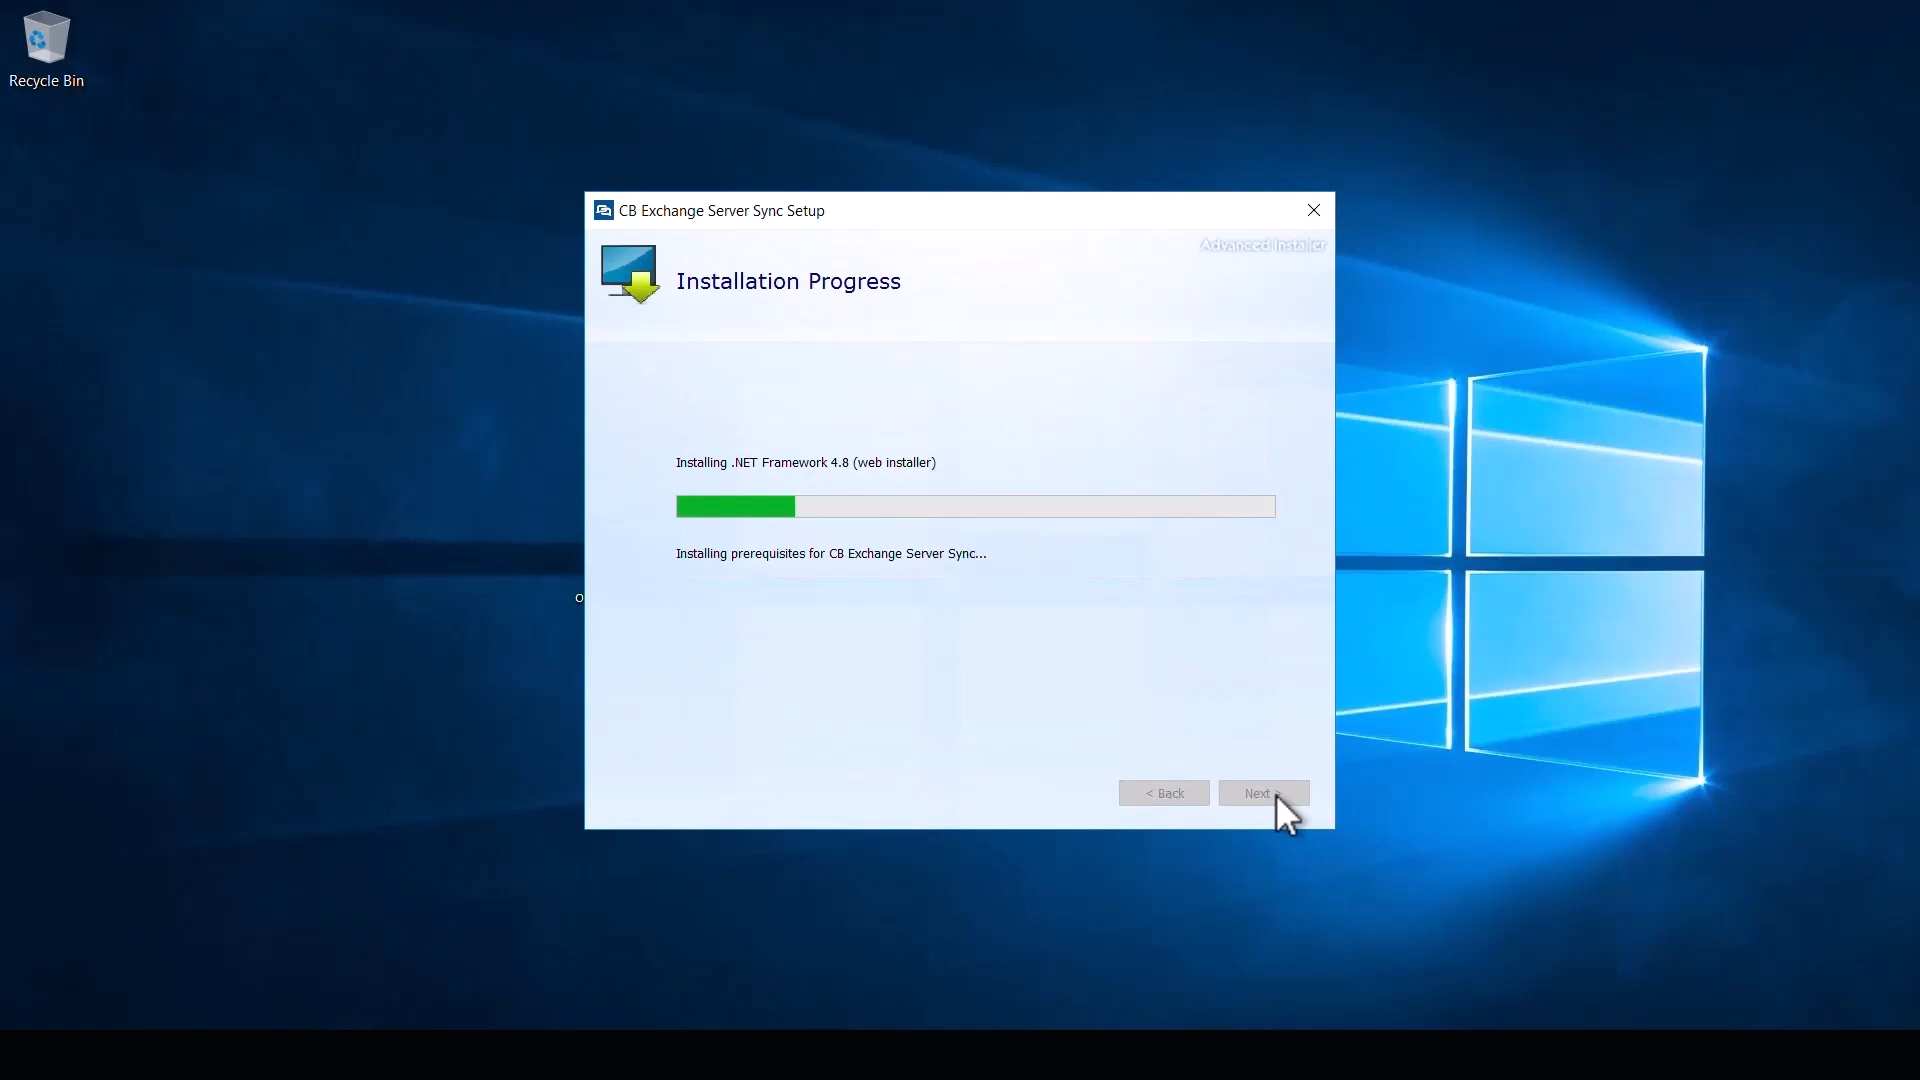 Recycle Bin
CB Exchange Server Sync Setup
Advanced Installer
Installation Progress
Installing .NET Framework 4.8 (web installer)
Installing prerequisites for CB Exchange Server Sync...
o
< Back
Next >